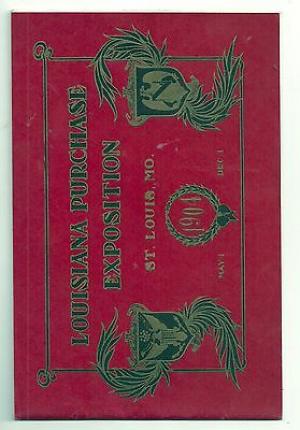 LOUISIANA PURCHASE
EXPOSITION
ST. LOUIS, MO.
MAY 1
1904
DEC 1